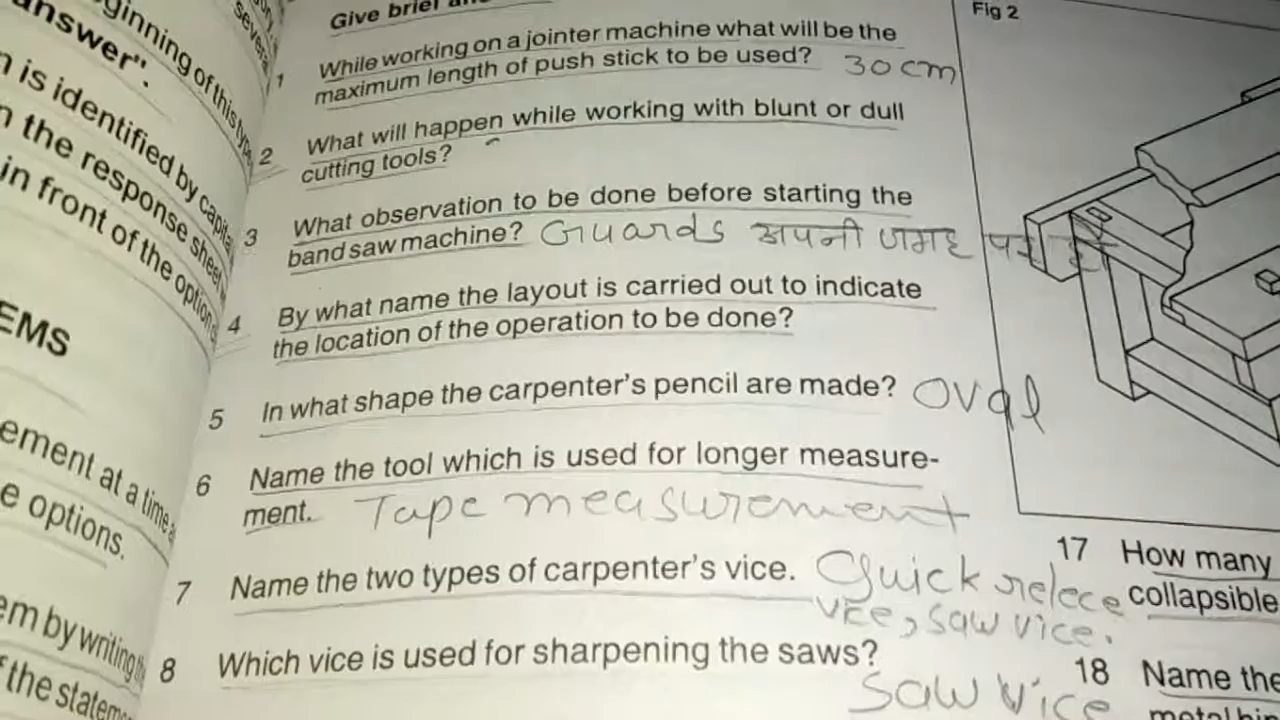 answer".
ginning of this type
n is identified by capital
n the response sheet
in front of the option
EMS
ement at a time
e options.
em by writing
f the statem
Give brief
1 While working on a jointer machine what will be the
maximum length of push stick to be used? 30 cm
2 What will happen while working with blunt or dull
cutting tools?
3 What observation to be done before starting the
band saw machine? Guards अपनी जगह पर है
4 By what name the layout is carried out to indicate
the location of the operation to be done?
5 In what shape the carpenter's pencil are made? Oval
6 Name the tool which is used for longer measure-
ment. Tape measurement
7 Name the two types of carpenter's vice. Quick relece
vice, saw vice.
8 Which vice is used for sharpening the saws?
Saw vice
Fig 2
17 How many
collapsible
18 Name the